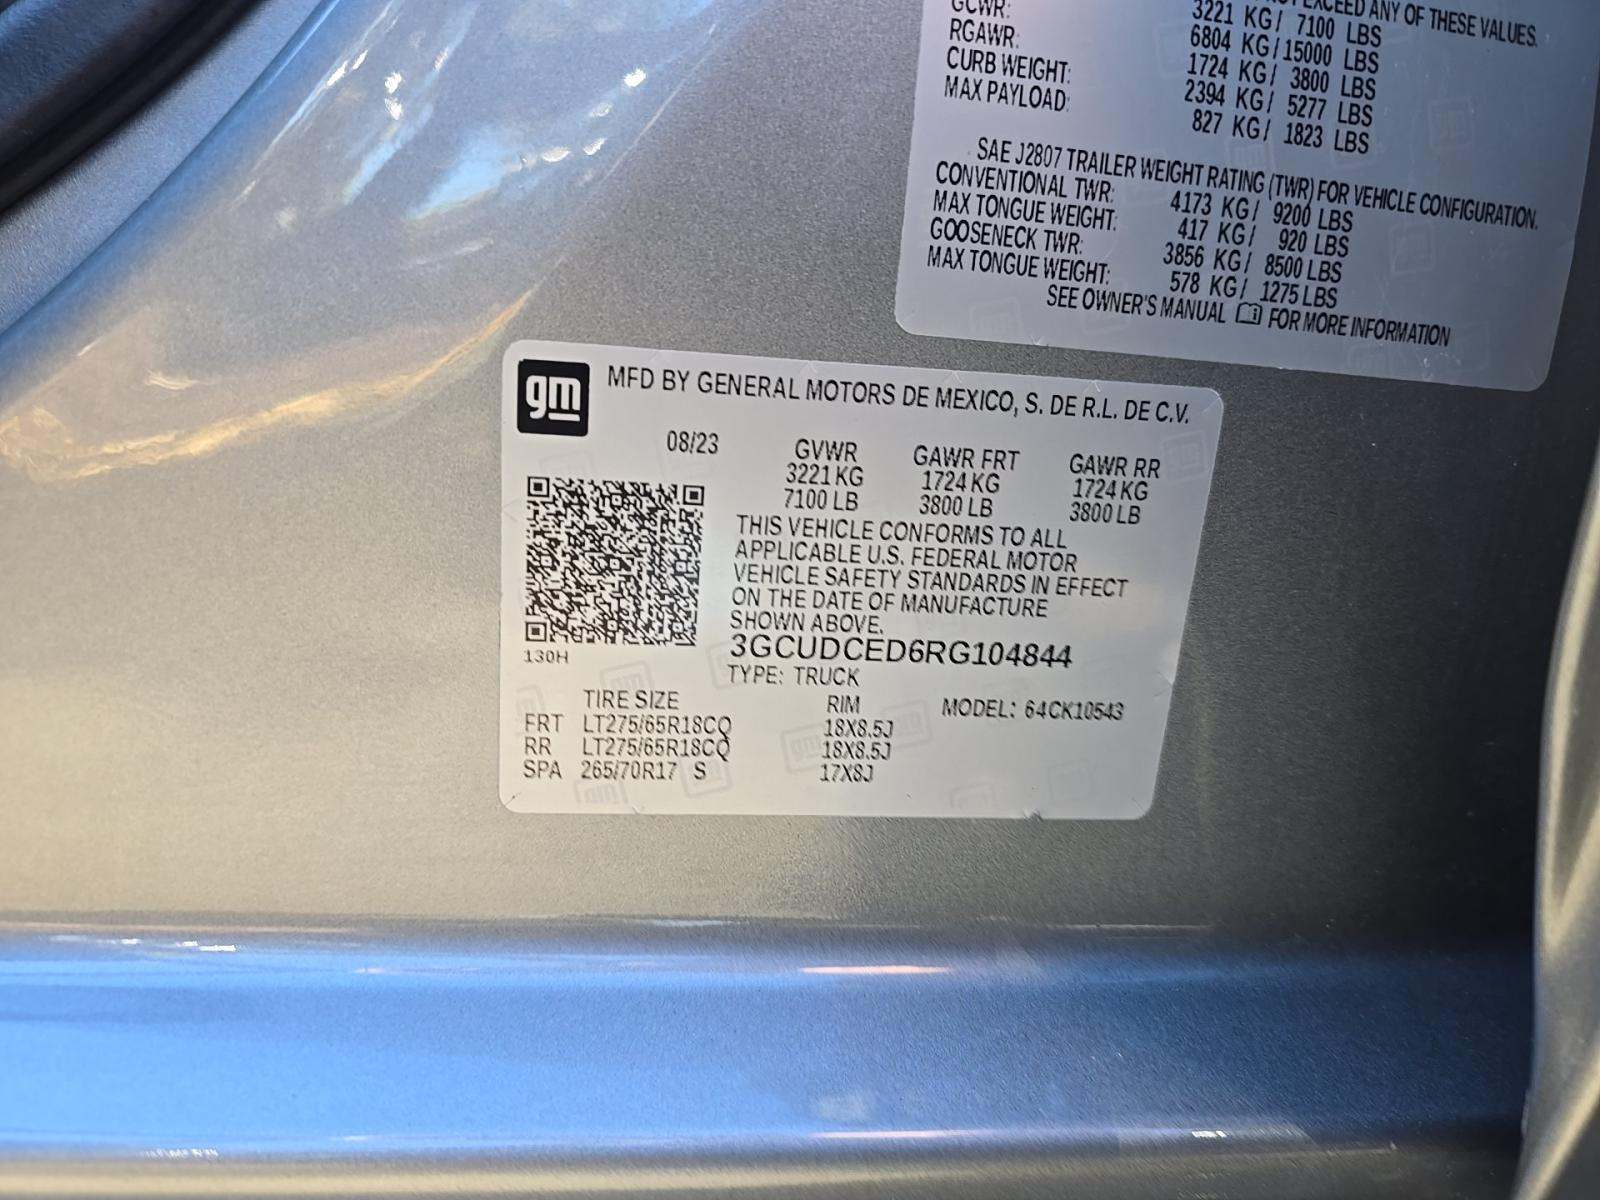 NOT EXCEED ANY OF THESE VALUES.
3221 KG/ 7100 LBS
GCWR: 6804 KG/15000 LBS
RGAWR: 1724 KG/ 3800 LBS
CURB WEIGHT: 2394 KG/ 5277 LBS
MAX PAYLOAD: 827 KG/ 1823 LBS
SAE J2807 TRAILER WEIGHT RATING (TWR) FOR VEHICLE CONFIGURATION.
CONVENTIONAL TWR: 4173 KG/ 9200 LBS
MAX TONGUE WEIGHT: 417 KG/ 920 LBS
GOOSENECK TWR: 3856 KG/ 8500 LBS
MAX TONGUE WEIGHT: 578 KG/ 1275 LBS
SEE OWNER'S MANUAL FOR MORE INFORMATION
gm MFD BY GENERAL MOTORS DE MEXICO, S. DE R.L. DE C.V.
08/23 GVWR GAWR FRT GAWR RR
3221 KG 1724 KG 1724 KG
7100 LB 3800 LB 3800 LB
THIS VEHICLE CONFORMS TO ALL
APPLICABLE U.S. FEDERAL MOTOR
VEHICLE SAFETY STANDARDS IN EFFECT
ON THE DATE OF MANUFACTURE
SHOWN ABOVE.
3GCUDCED6RG104844
130H
TYPE: TRUCK
TIRE SIZE RIM MODEL: 64CK10543
FRT LT275/65R18CQ 18X8.5J
RR LT275/65R18CQ 18X8.5J
SPA 265/70R17 S 17X8J